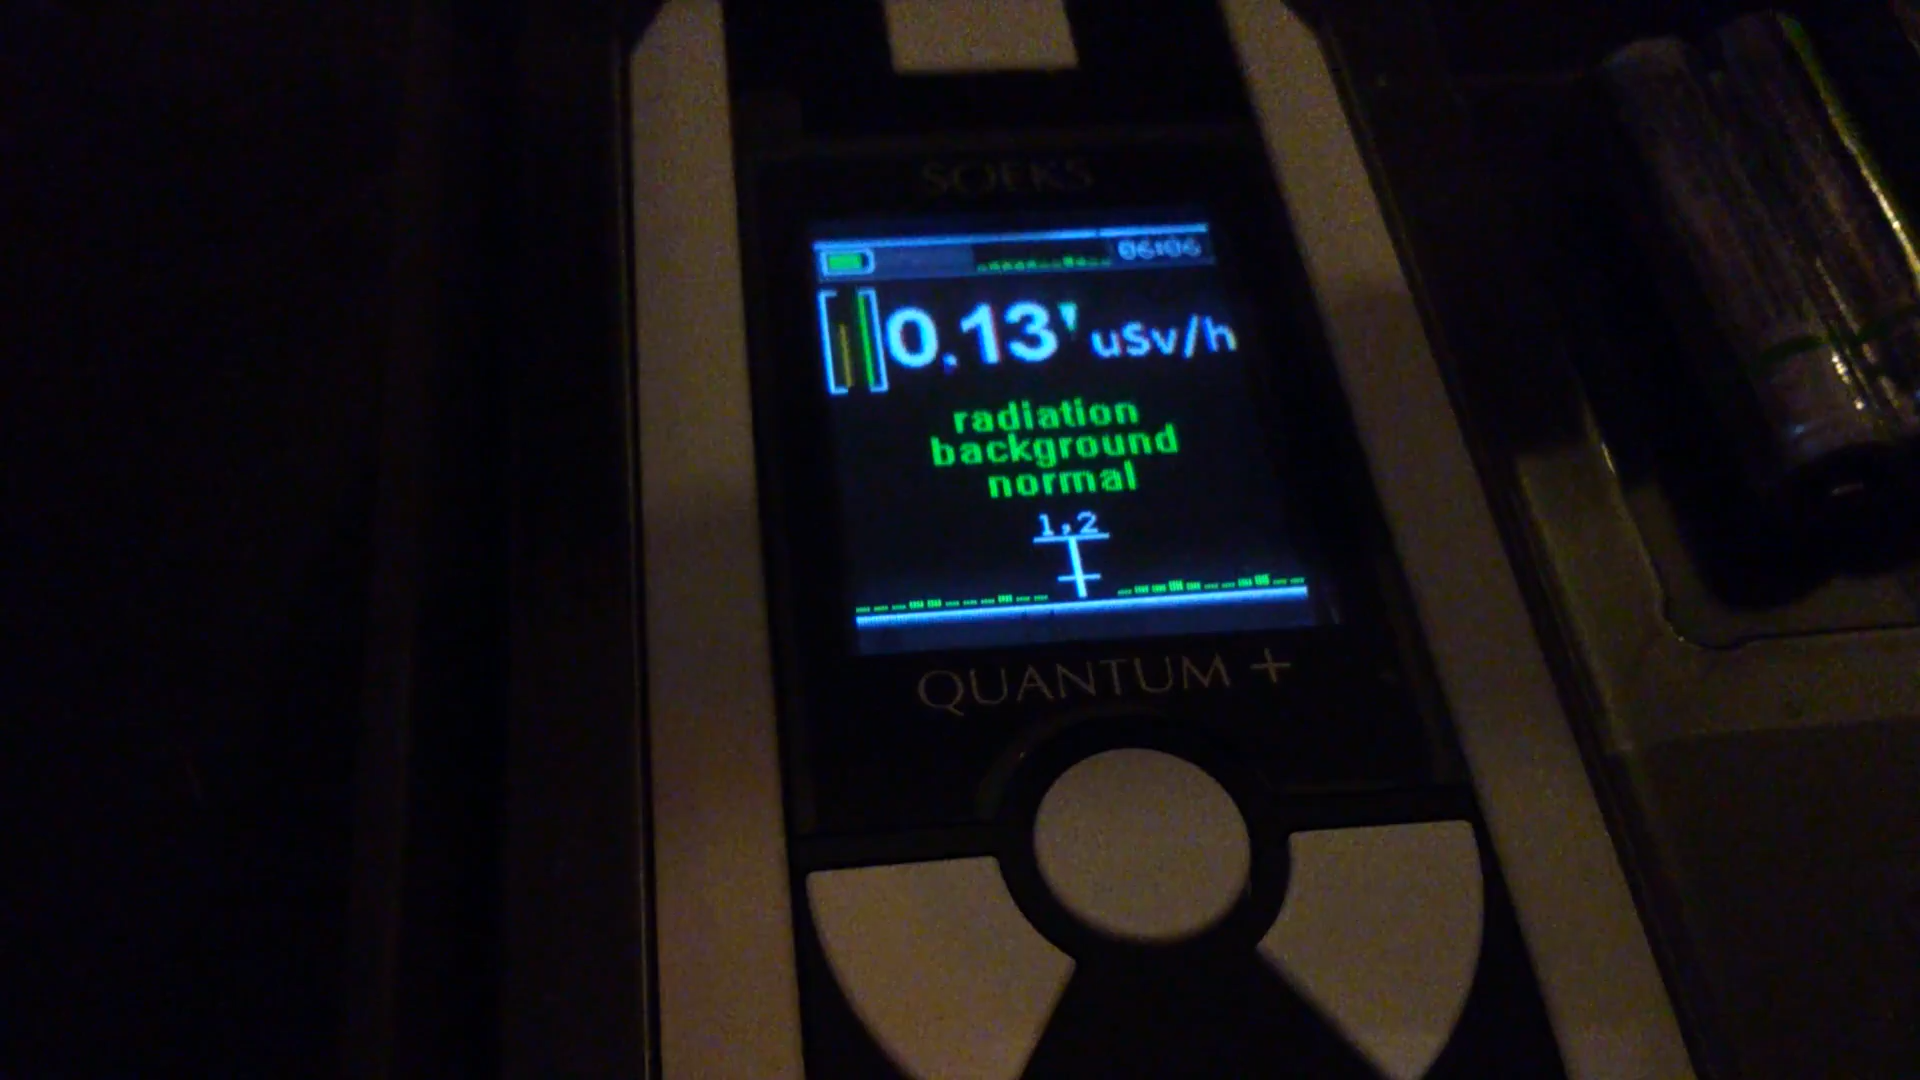 SOEKS
06:06
0.13 uSv/h
radiation
background
normal
1,2
QUANTUM +